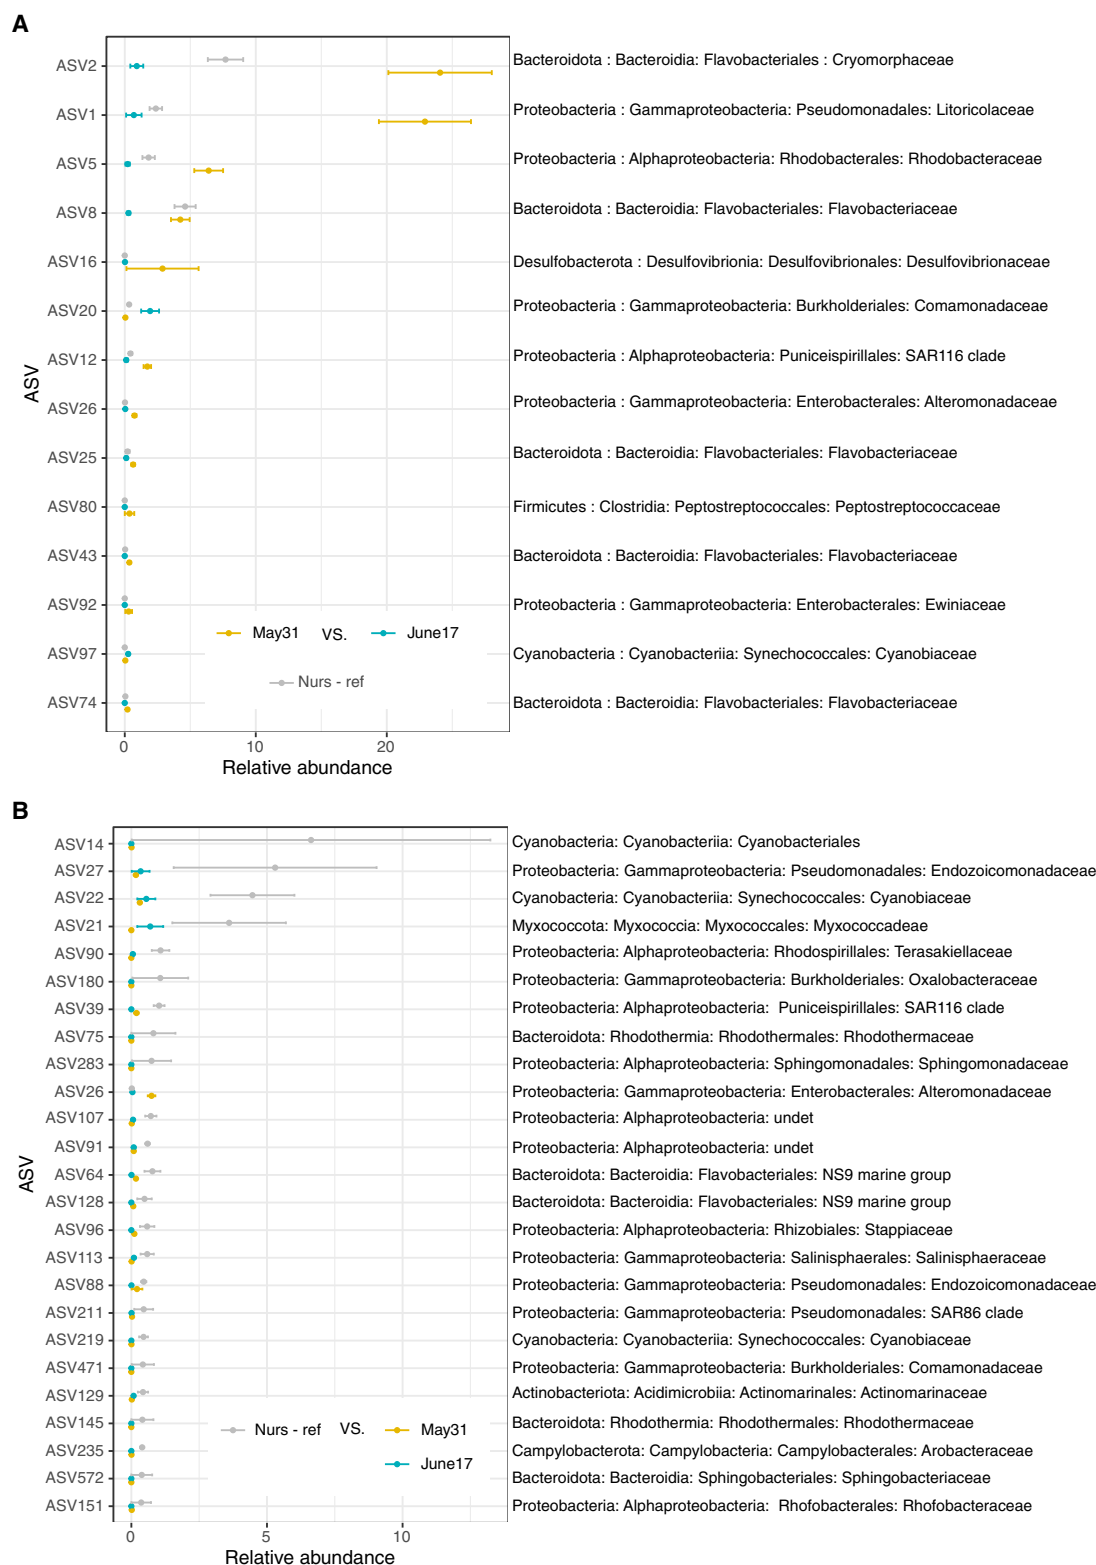 A
ASV2 Bacteroidota : Bacteroidia: Flavobacteriales : Cryomorphaceae
ASV1 Proteobacteria : Gammaproteobacteria: Pseudomonadales: Litoricolaceae
ASV5 Proteobacteria : Alphaproteobacteria: Rhodobacterales: Rhodobacteraceae
ASV8 Bacteroidota : Bacteroidia: Flavobacteriales: Flavobacteriaceae
ASV16 Desulfobacterota : Desulfovibrionia: Desulfovibrionales: Desulfovibrionaceae
ASV20 Proteobacteria : Gammaproteobacteria: Burkholderiales: Comamonadaceae
ASV12 Proteobacteria : Alphaproteobacteria: Puniceispirillales: SAR116 clade
ASV26 Proteobacteria : Gammaproteobacteria: Enterobacterales: Alteromonadaceae
ASV25 Bacteroidota : Bacteroidia: Flavobacteriales: Flavobacteriaceae
ASV80 Firmicutes : Clostridia: Peptostreptococcales: Peptostreptococcaceae
ASV43 Bacteroidota : Bacteroidia: Flavobacteriales: Flavobacteriaceae
ASV92 Proteobacteria : Gammaproteobacteria: Enterobacterales: Ewiniaceae
May31 VS. June17
ASV97 Cyanobacteria : Cyanobacteriia: Synechococcales: Cyanobiaceae
Nurs - ref
ASV74 Bacteroidota : Bacteroidia: Flavobacteriales: Flavobacteriaceae
ASV
0 10 20
Relative abundance
B
ASV14 Cyanobacteria: Cyanobacteriia: Cyanobacteriales
ASV27 Proteobacteria: Gammaproteobacteria: Pseudomonadales: Endozoicomonadaceae
ASV22 Cyanobacteria: Cyanobacteriia: Synechococcales: Cyanobiaceae
ASV21 Myxococcota: Myxococcia: Myxococcales: Myxococcadeae
ASV90 Proteobacteria: Alphaproteobacteria: Rhodospirillales: Terasakiellaceae
ASV180 Proteobacteria: Gammaproteobacteria: Burkholderiales: Oxalobacteraceae
ASV39 Proteobacteria: Alphaproteobacteria: Puniceispirillales: SAR116 clade
ASV75 Bacteroidota: Rhodothermia: Rhodothermales: Rhodothermaceae
ASV283 Proteobacteria: Alphaproteobacteria: Sphingomonadales: Sphingomonadaceae
ASV26 Proteobacteria: Gammaproteobacteria: Enterobacterales: Alteromonadaceae
ASV107 Proteobacteria: Alphaproteobacteria: undet
ASV91 Proteobacteria: Alphaproteobacteria: undet
ASV64 Bacteroidota: Bacteroidia: Flavobacteriales: NS9 marine group
ASV128 Bacteroidota: Bacteroidia: Flavobacteriales: NS9 marine group
ASV96 Proteobacteria: Alphaproteobacteria: Rhizobiales: Stappiaceae
ASV113 Proteobacteria: Gammaproteobacteria: Salinisphaerales: Salinisphaeraceae
ASV88 Proteobacteria: Gammaproteobacteria: Pseudomonadales: Endozoicomonadaceae
ASV211 Proteobacteria: Gammaproteobacteria: Pseudomonadales: SAR86 clade
ASV219 Cyanobacteria: Cyanobacteriia: Synechococcales: Cyanobiaceae
ASV471 Proteobacteria: Gammaproteobacteria: Burkholderiales: Comamonadaceae
ASV129 Actinobacteriota: Acidimicrobiia: Actinomarinales: Actinomarinaceae
ASV145 Bacteroidota: Rhodothermia: Rhodothermales: Rhodothermaceae
Nurs - ref VS. May31
ASV235 Campylobacterota: Campylobacteria: Campylobacterales: Arobacteraceae
June17
ASV572 Bacteroidota: Bacteroidia: Sphingobacteriales: Sphingobacteriaceae
ASV151 Proteobacteria: Alphaproteobacteria: Rhofobacterales: Rhofobacteraceae
ASV
0 5 10
Relative abundance